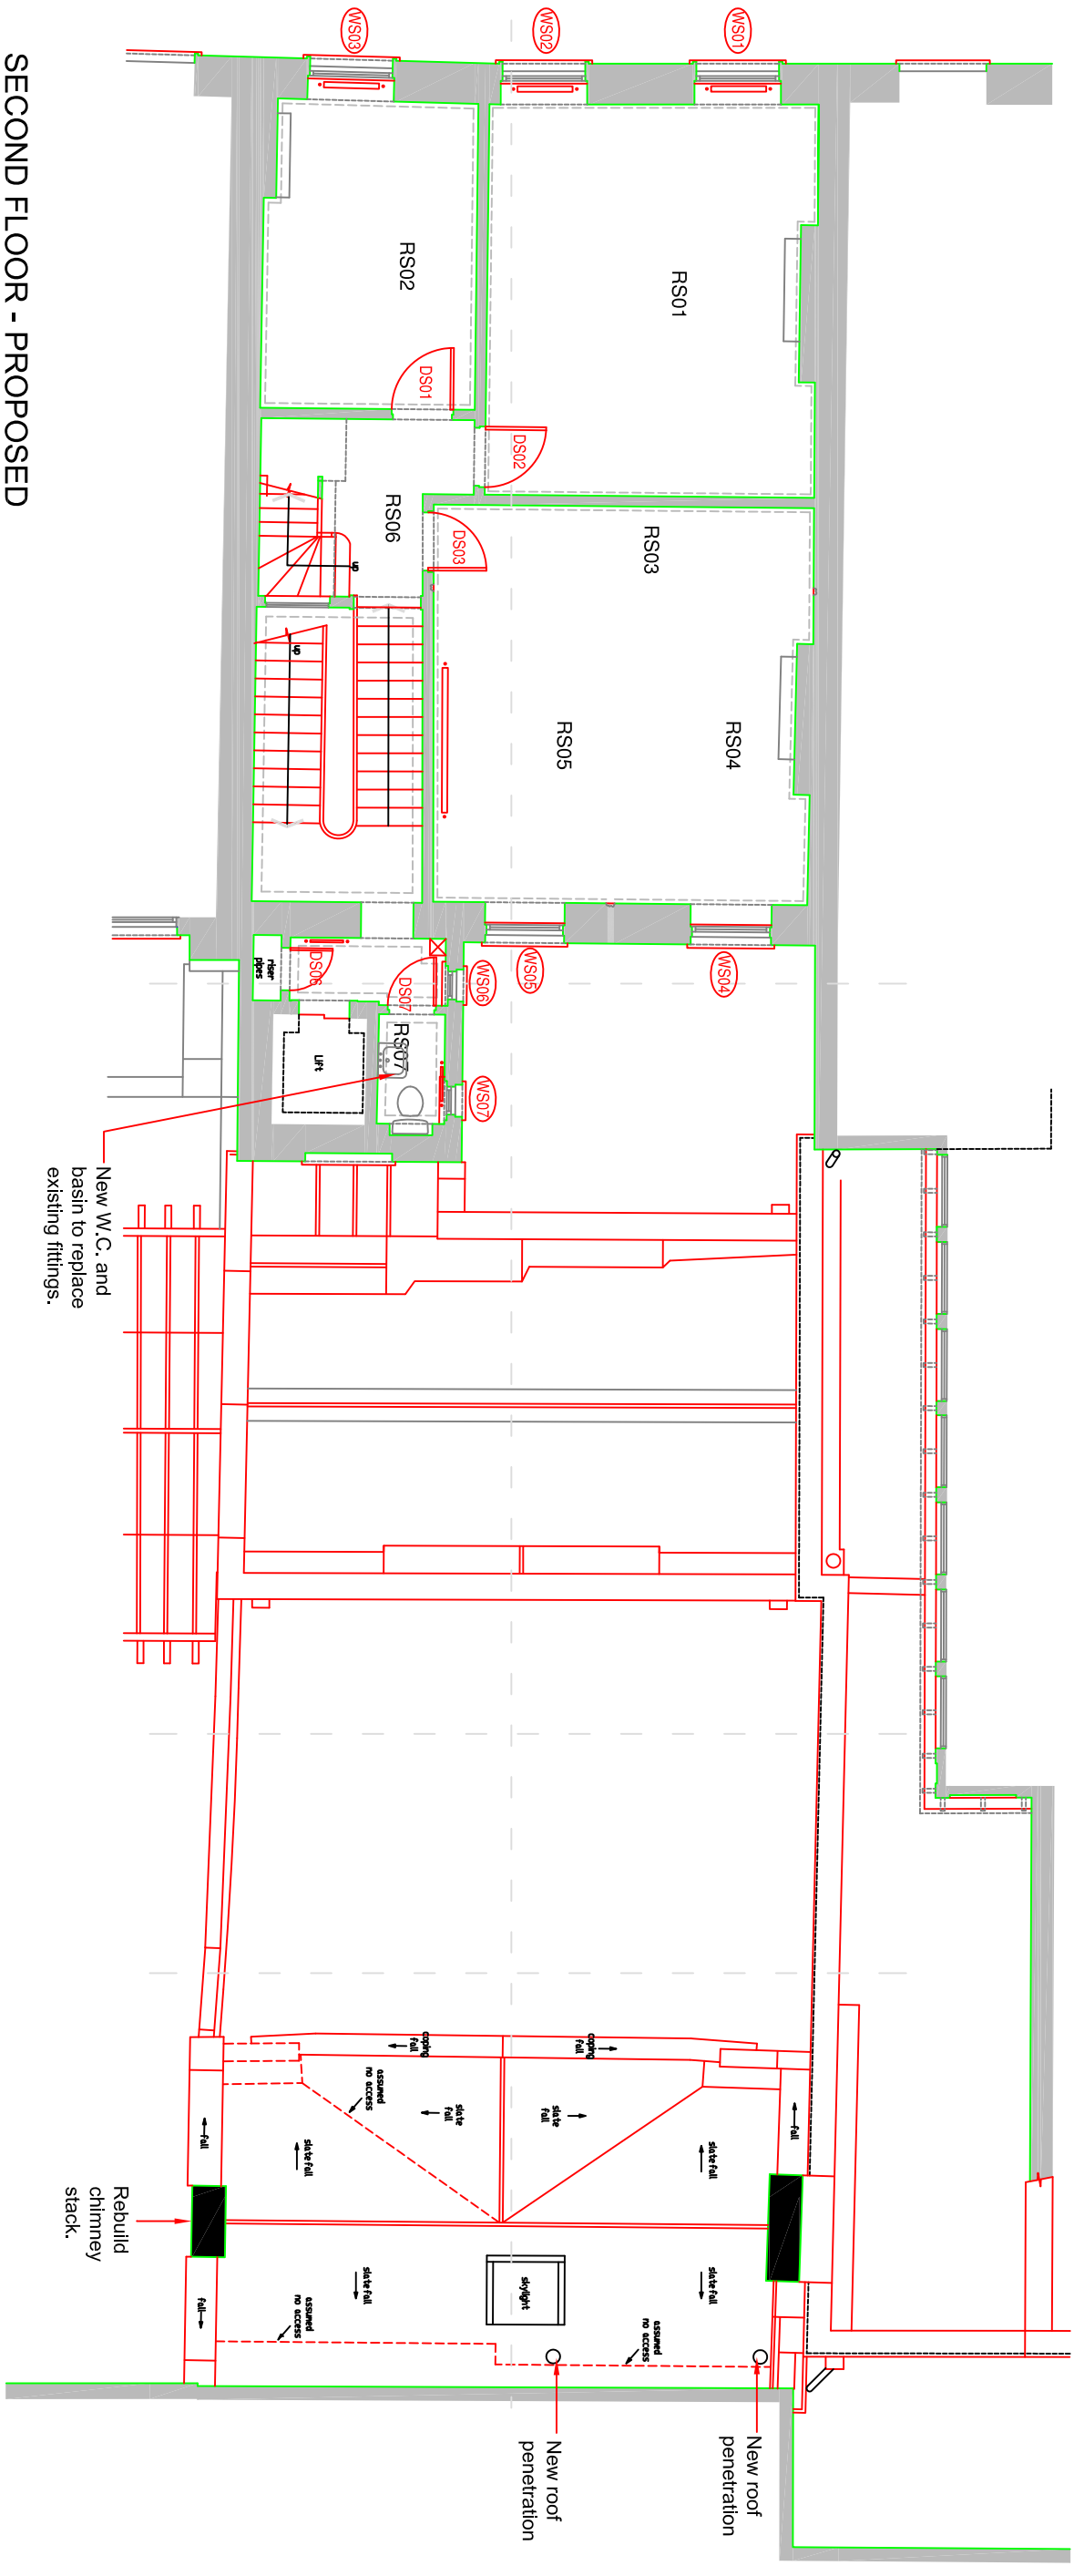 SECOND FLOOR - PROPOSED
WS03
WS02
WS01
RS02
RS01
DS01
DS02
RS06
DS03
RS03
up
up
RS05
RS04
riser
pipes
DS06
DS07
WS06
WS05
WS04
RS07
Lift
WS07
New W.C. and
basin to replace
existing fittings.
coping
fall
coping
fall
assumed
no access
slate
fall
slate
fall
fall
fall
slate fall
slate fall
Rebuild
chimney
stack.
slate fall
skylight
slate fall
fall
assumed
no access
assumed
no access
New roof
penetration
New roof
penetration